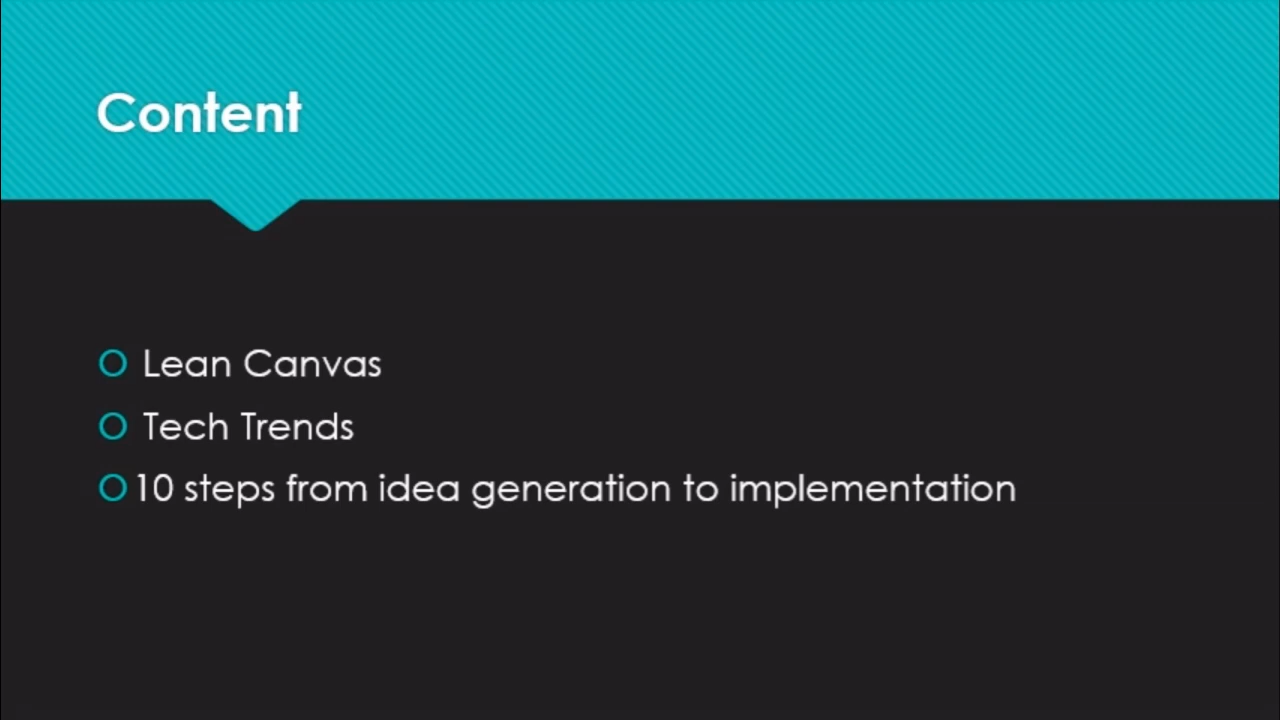 Content
Lean Canvas
Tech Trends
10 steps from idea generation to implementation